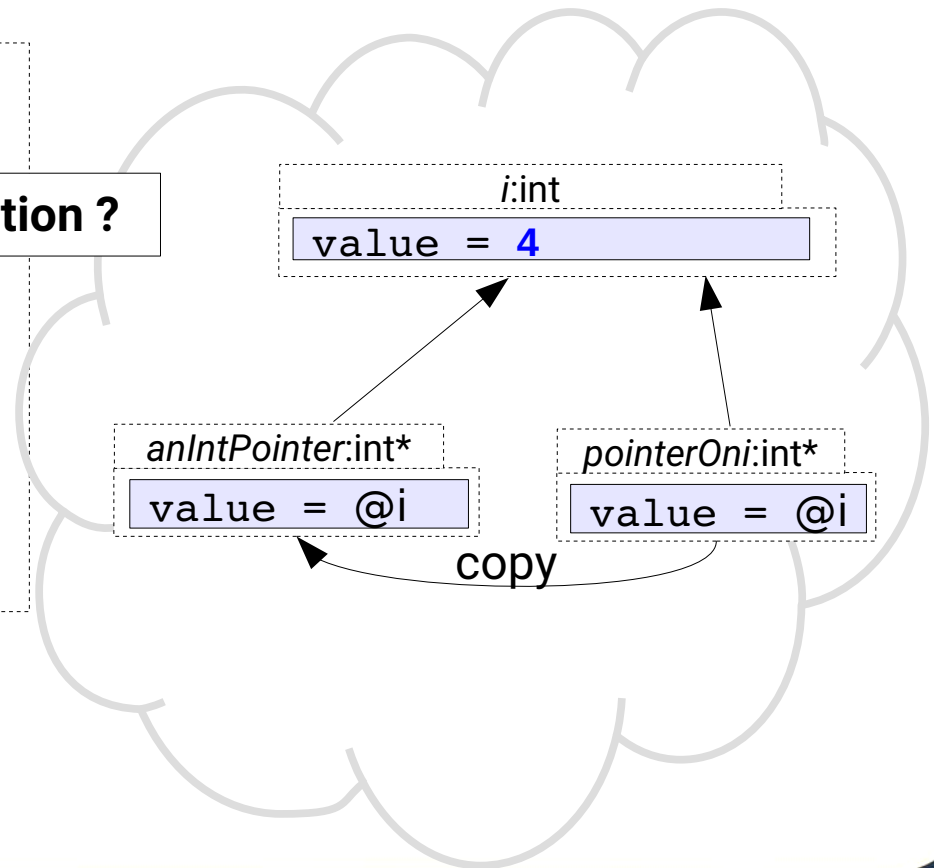 tion ?
i:int
value = 4
anIntPointer:int*
pointerOni:int*
value = @i
value = @i
copy